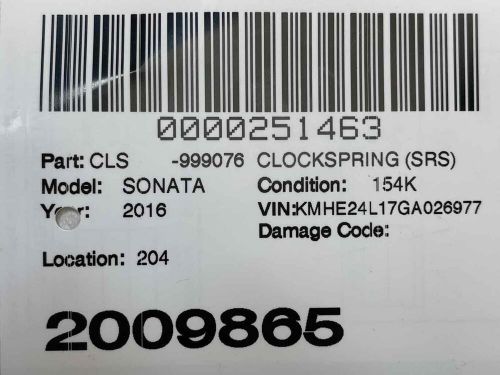 0000251463
Part: CLS -999076 CLOCKSPRING (SRS)
Model: SONATA Condition: 154K
Year: 2016 VIN:KMHE24L17GA026977
Damage Code:
Location: 204
2009865